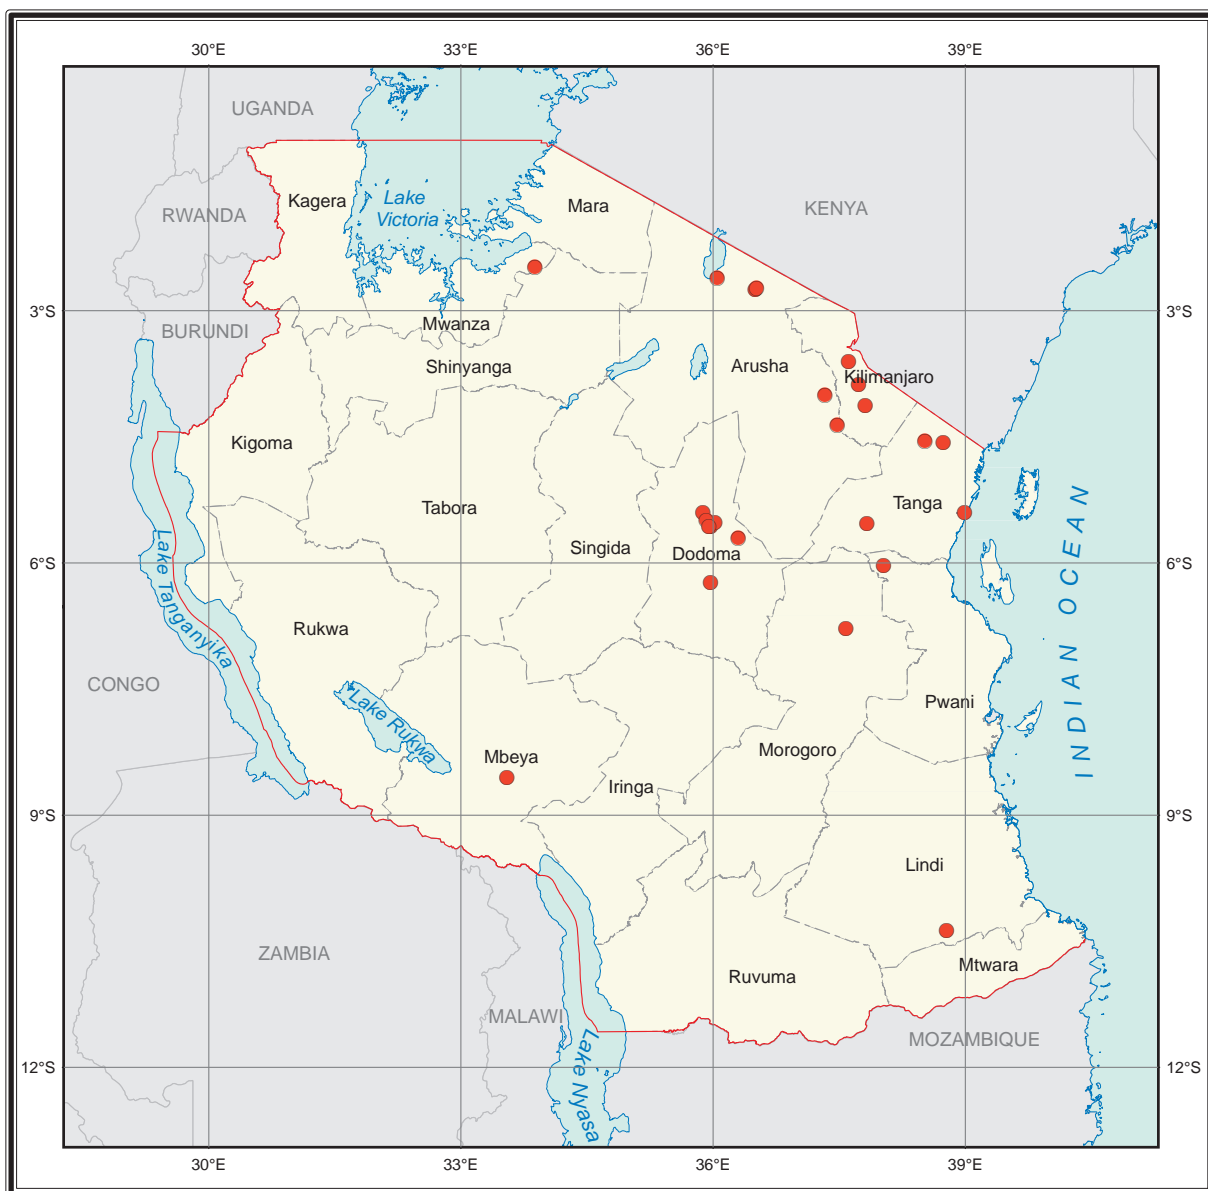 30°E 33°E 36°E 39°E
UGANDA
Kagera
Lake
Victoria
Mara
RWANDA
KENYA
3°S 3°S
BURUNDI
Mwanza
Shinyanga
Arusha
Kilimanjaro
Kigoma
Tabora
Tanga
Singida
Dodoma
6°S 6°S
Lake Tanganyika
INDIAN OCEAN
Rukwa
CONGO
Lake Rukwa
Pwani
Mbeya
Morogoro
Iringa
9°S 9°S
Lindi
ZAMBIA
Mtwara
Ruvuma
MALAWI
MOZAMBIQUE
Lake Nyasa
12°S 12°S
30°E 33°E 36°E 39°E